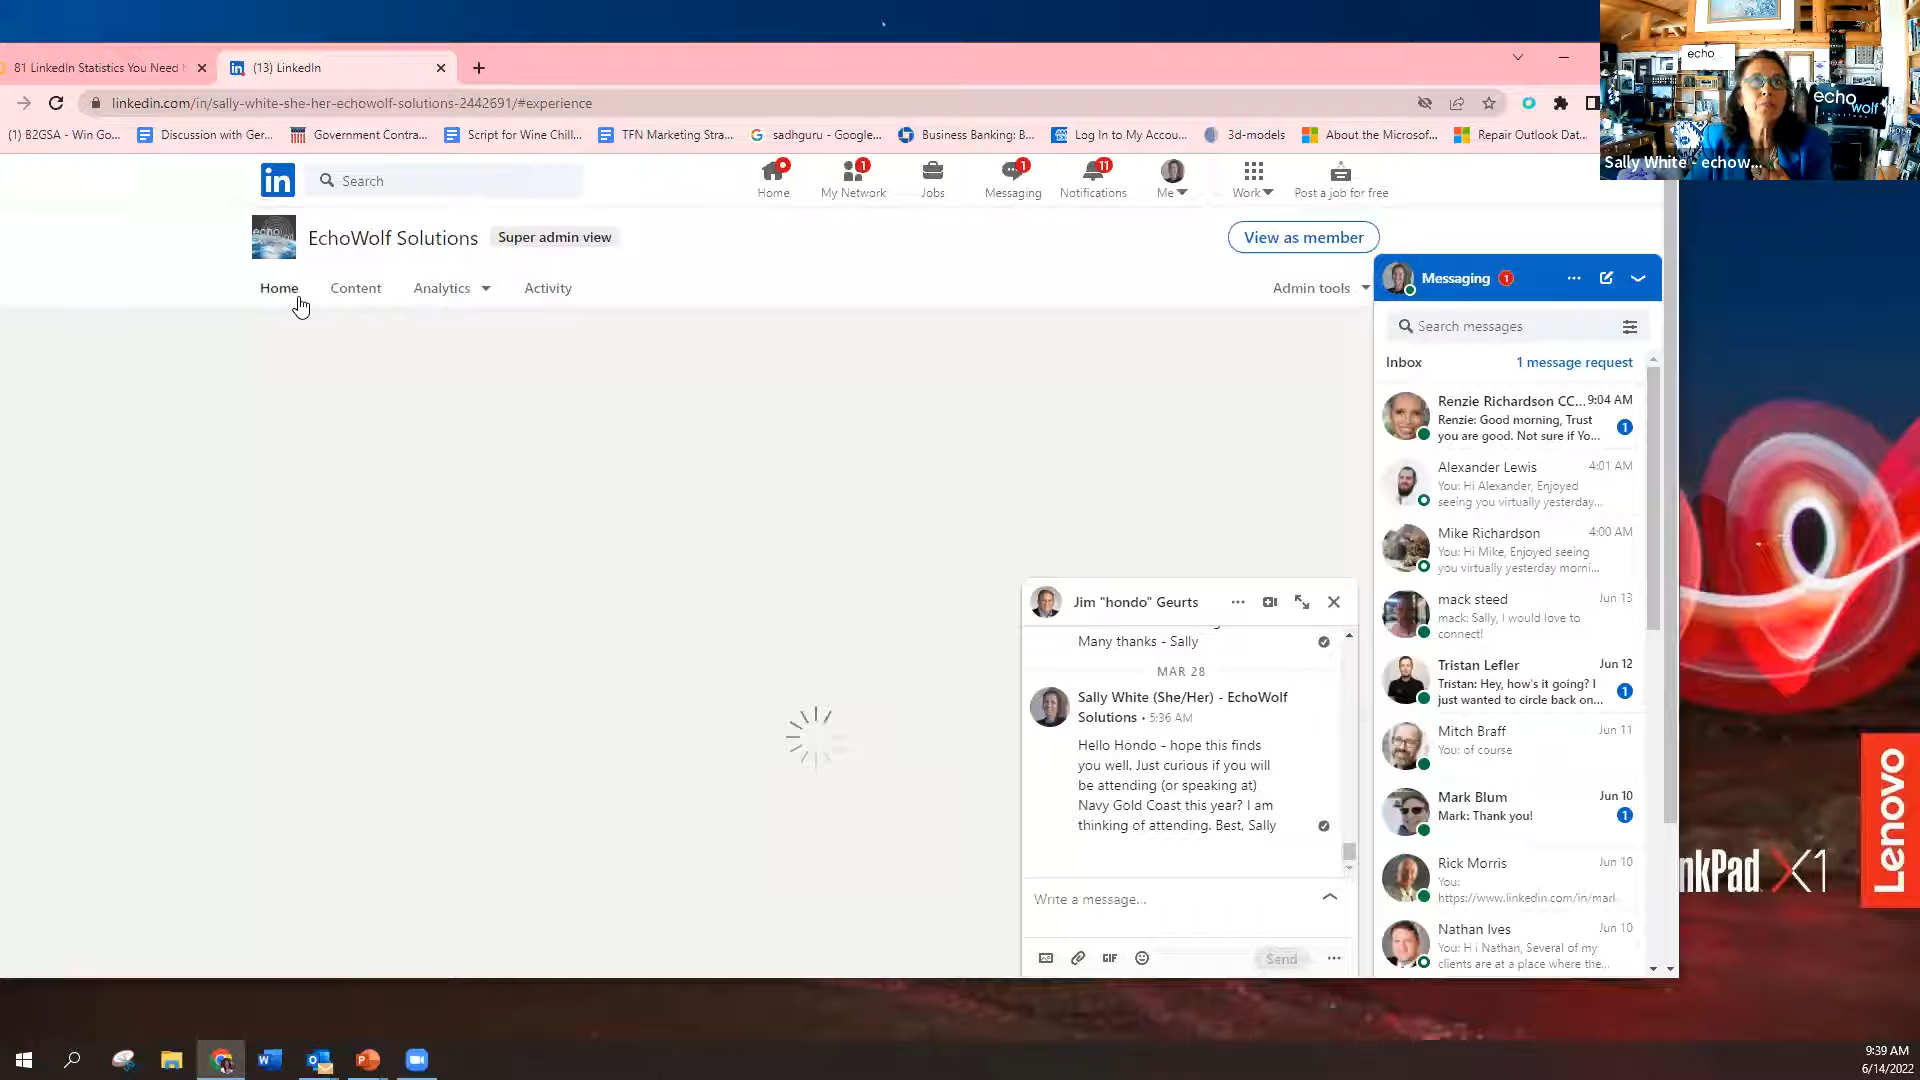 81 LinkedIn Statistics You Need
(13) LinkedIn
linkedin.com/in/sally-white-she-her-echowolf-solutions-2442691/#experience
(1) B2GSA - Win Go...
Discussion with Ger...
Government Contra...
Script for Wine Chill...
TFN Marketing Stra...
sadhguru - Google...
Business Banking: B...
Log In to My Accou...
3d-models
About the Microsof...
Repair Outlook Dat...
in
Search
Home
1
My Network
Jobs
1
Messaging
11
Notifications
Me
Work
Post a job for free
echo
echo
wolf
Sally White - echow...
echo
EchoWolf Solutions
Super admin view
View as member
Home
Content
Analytics
Activity
Admin tools
Messaging 1
Search messages
Inbox
1 message request
Renzie Richardson CC... 9:04 AM
Renzie: Good morning, Trust
you are good. Not sure if Yo...
1
Alexander Lewis 4:01 AM
You: Hi Alexander, Enjoyed
seeing you virtually yesterday...
Mike Richardson 4:00 AM
You: Hi Mike, Enjoyed seeing
you virtually yesterday morni...
mack steed Jun 13
mack: Sally, I would love to
connect!
Tristan Lefler Jun 12
Tristan: Hey, how's it going? I
just wanted to circle back on...
1
Mitch Braff Jun 11
You: of course
Mark Blum Jun 10
Mark: Thank you!
1
Rick Morris Jun 10
You:
https://www.linkedin.com/in/marl
Nathan Ives Jun 10
You: H i Nathan, Several of my
clients are at a place where the...
Jim "hondo" Geurts
Many thanks - Sally
MAR 28
Sally White (She/Her) - EchoWolf
Solutions • 5:36 AM
Hello Hondo - hope this finds
you well. Just curious if you will
be attending (or speaking at)
Navy Gold Coast this year? I am
thinking of attending. Best, Sally
Write a message...
GIF
Send
Lenovo
nkPad X1
9:39 AM
6/14/2022